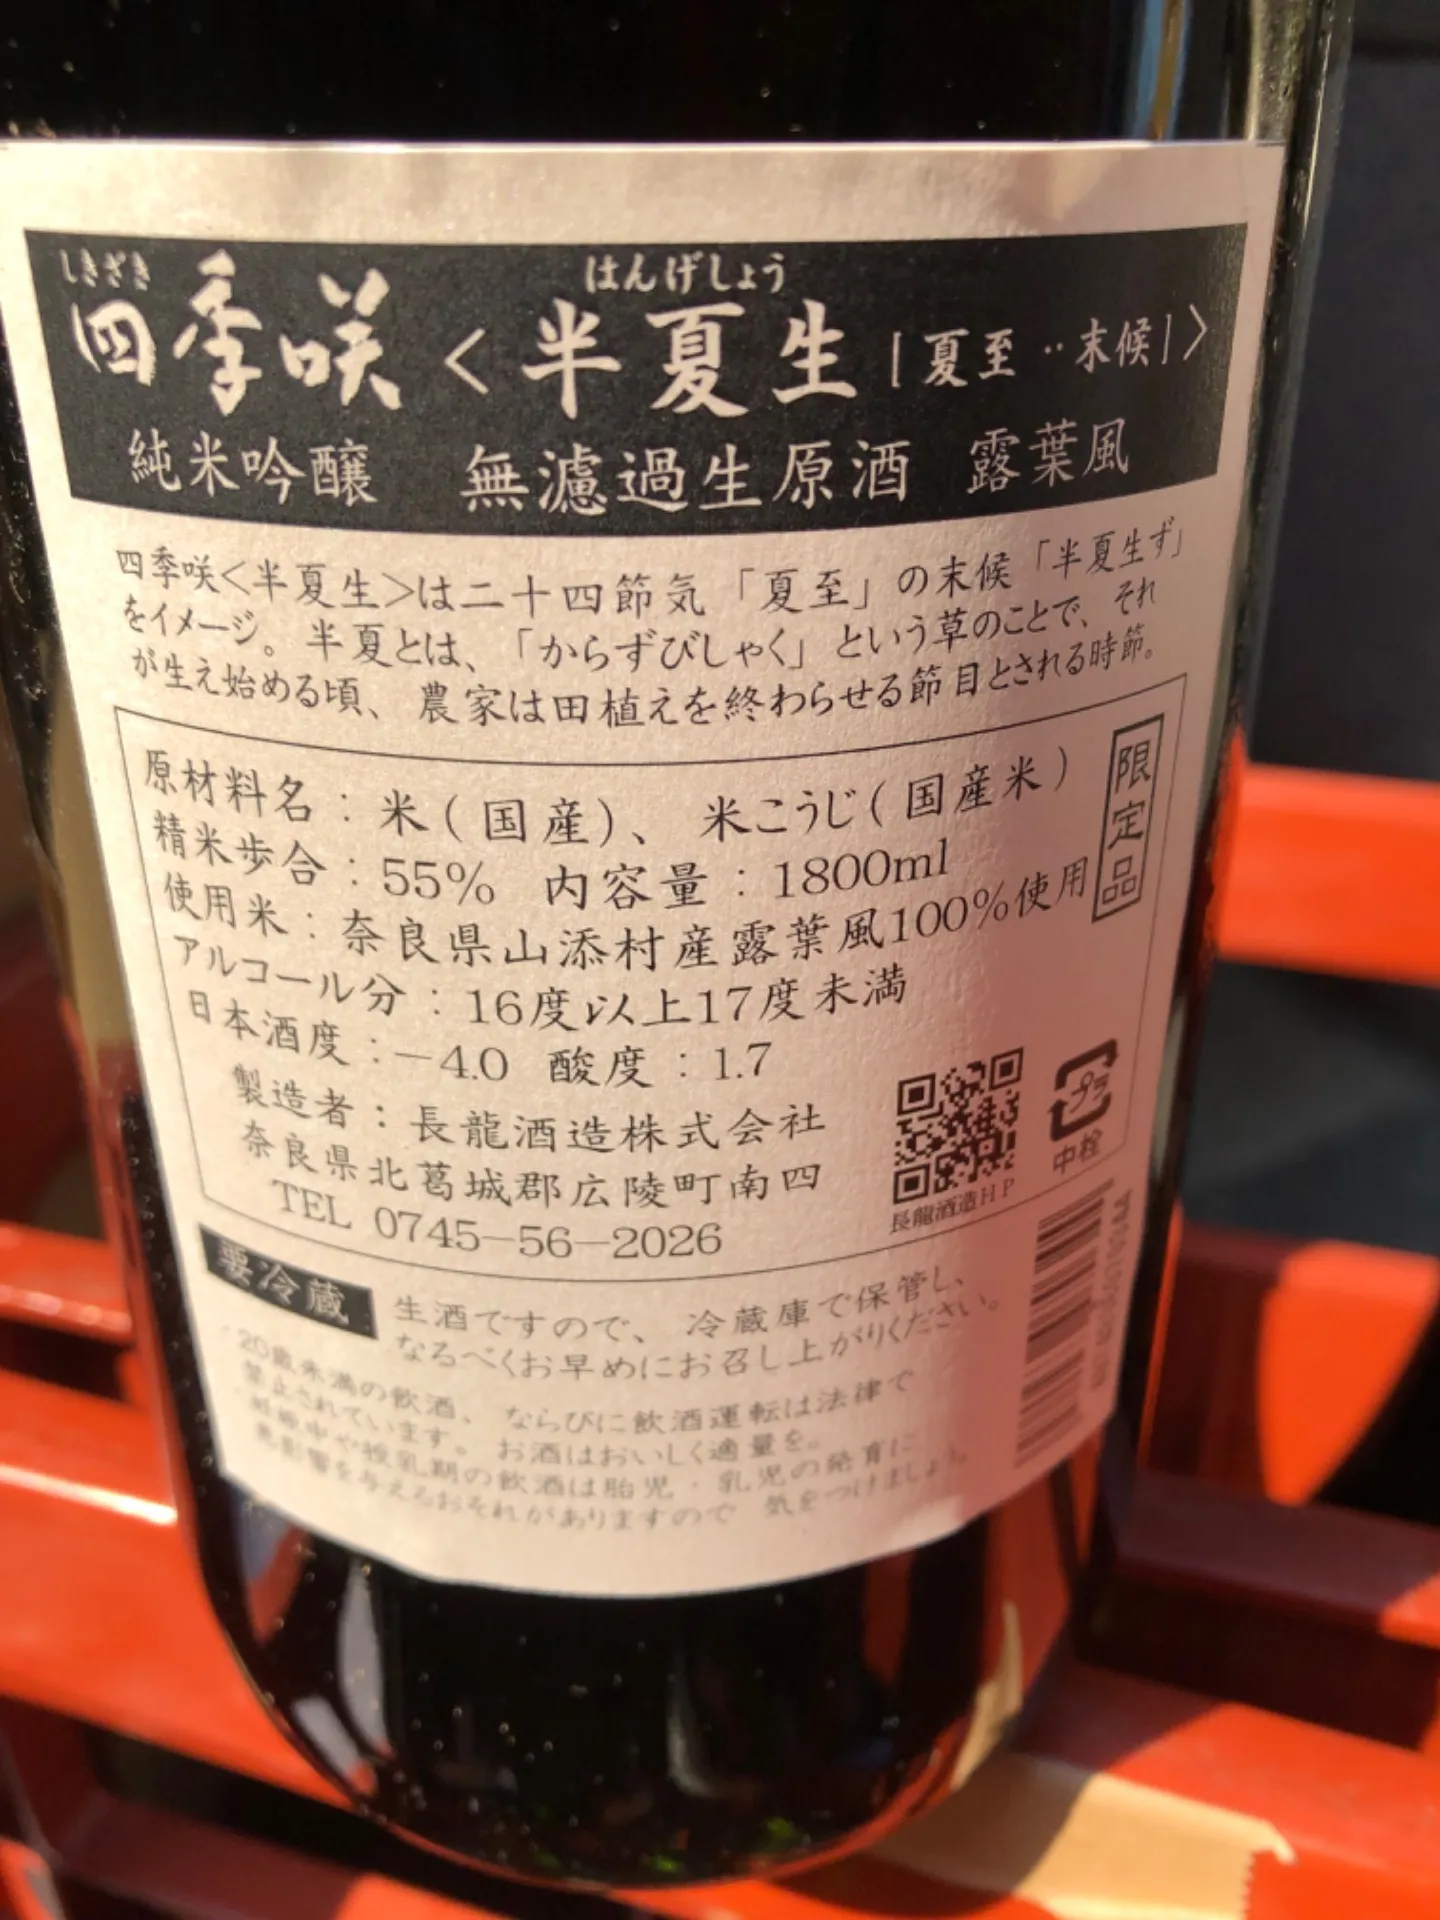 しきざき はんげしょう
四季咲＜半夏生「夏至‥末候」＞
純米吟醸 無濾過生原酒 露葉風
四季咲＜半夏生＞は二十四節気「夏至」の末候「半夏生ず」
をイメージ。半夏とは、「からずびしゃく」という草のことで、それ
が生え始める頃、農家は田植えを終わらせる節目とされる時節。
限定品
原材料名：米（国産）、米こうじ（国産米）
精米歩合：55% 内容量：1800ml
使用米：奈良県山添村産露葉風100%使用
アルコール分：16度以上17度未満
日本酒度：−4.0 酸度：1.7
製造者：長龍酒造株式会社
奈良県北葛城郡広陵町南四
TEL 0745−56−2026
プラ
中栓
長龍酒造HP
要冷蔵
生酒ですので、冷蔵庫で保管し、
なるべくお早めにお召し上がりください。
20歳未満の飲酒、ならびに飲酒運転は法律で
禁止されています。お酒はおいしく適量を。
妊娠中や授乳期の飲酒は胎児・乳児の発育に
悪影響を与えるおそれがありますので 気をつけましょう。